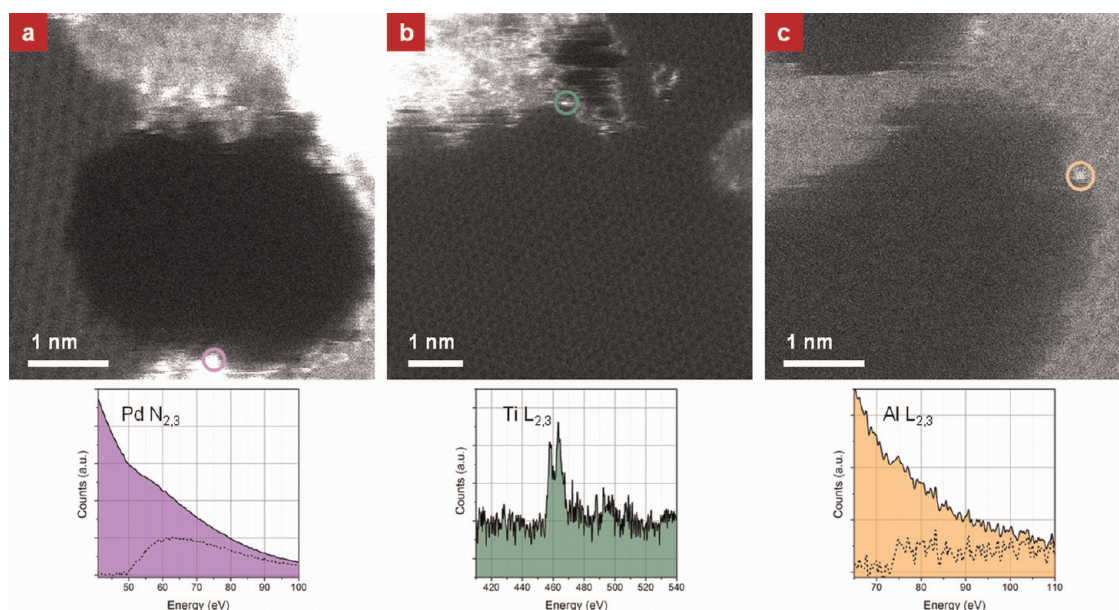 a
b
c
1 nm
1 nm
1 nm
Pd N2,3
Counts (a.u.)
50 60 70 80 90 100
Energy (eV)
Ti L2,3
Counts (a.u.)
420 440 460 480 500 520 540
Energy (eV)
Al L2,3
Counts (a.u.)
70 80 90 100 110
Energy (eV)